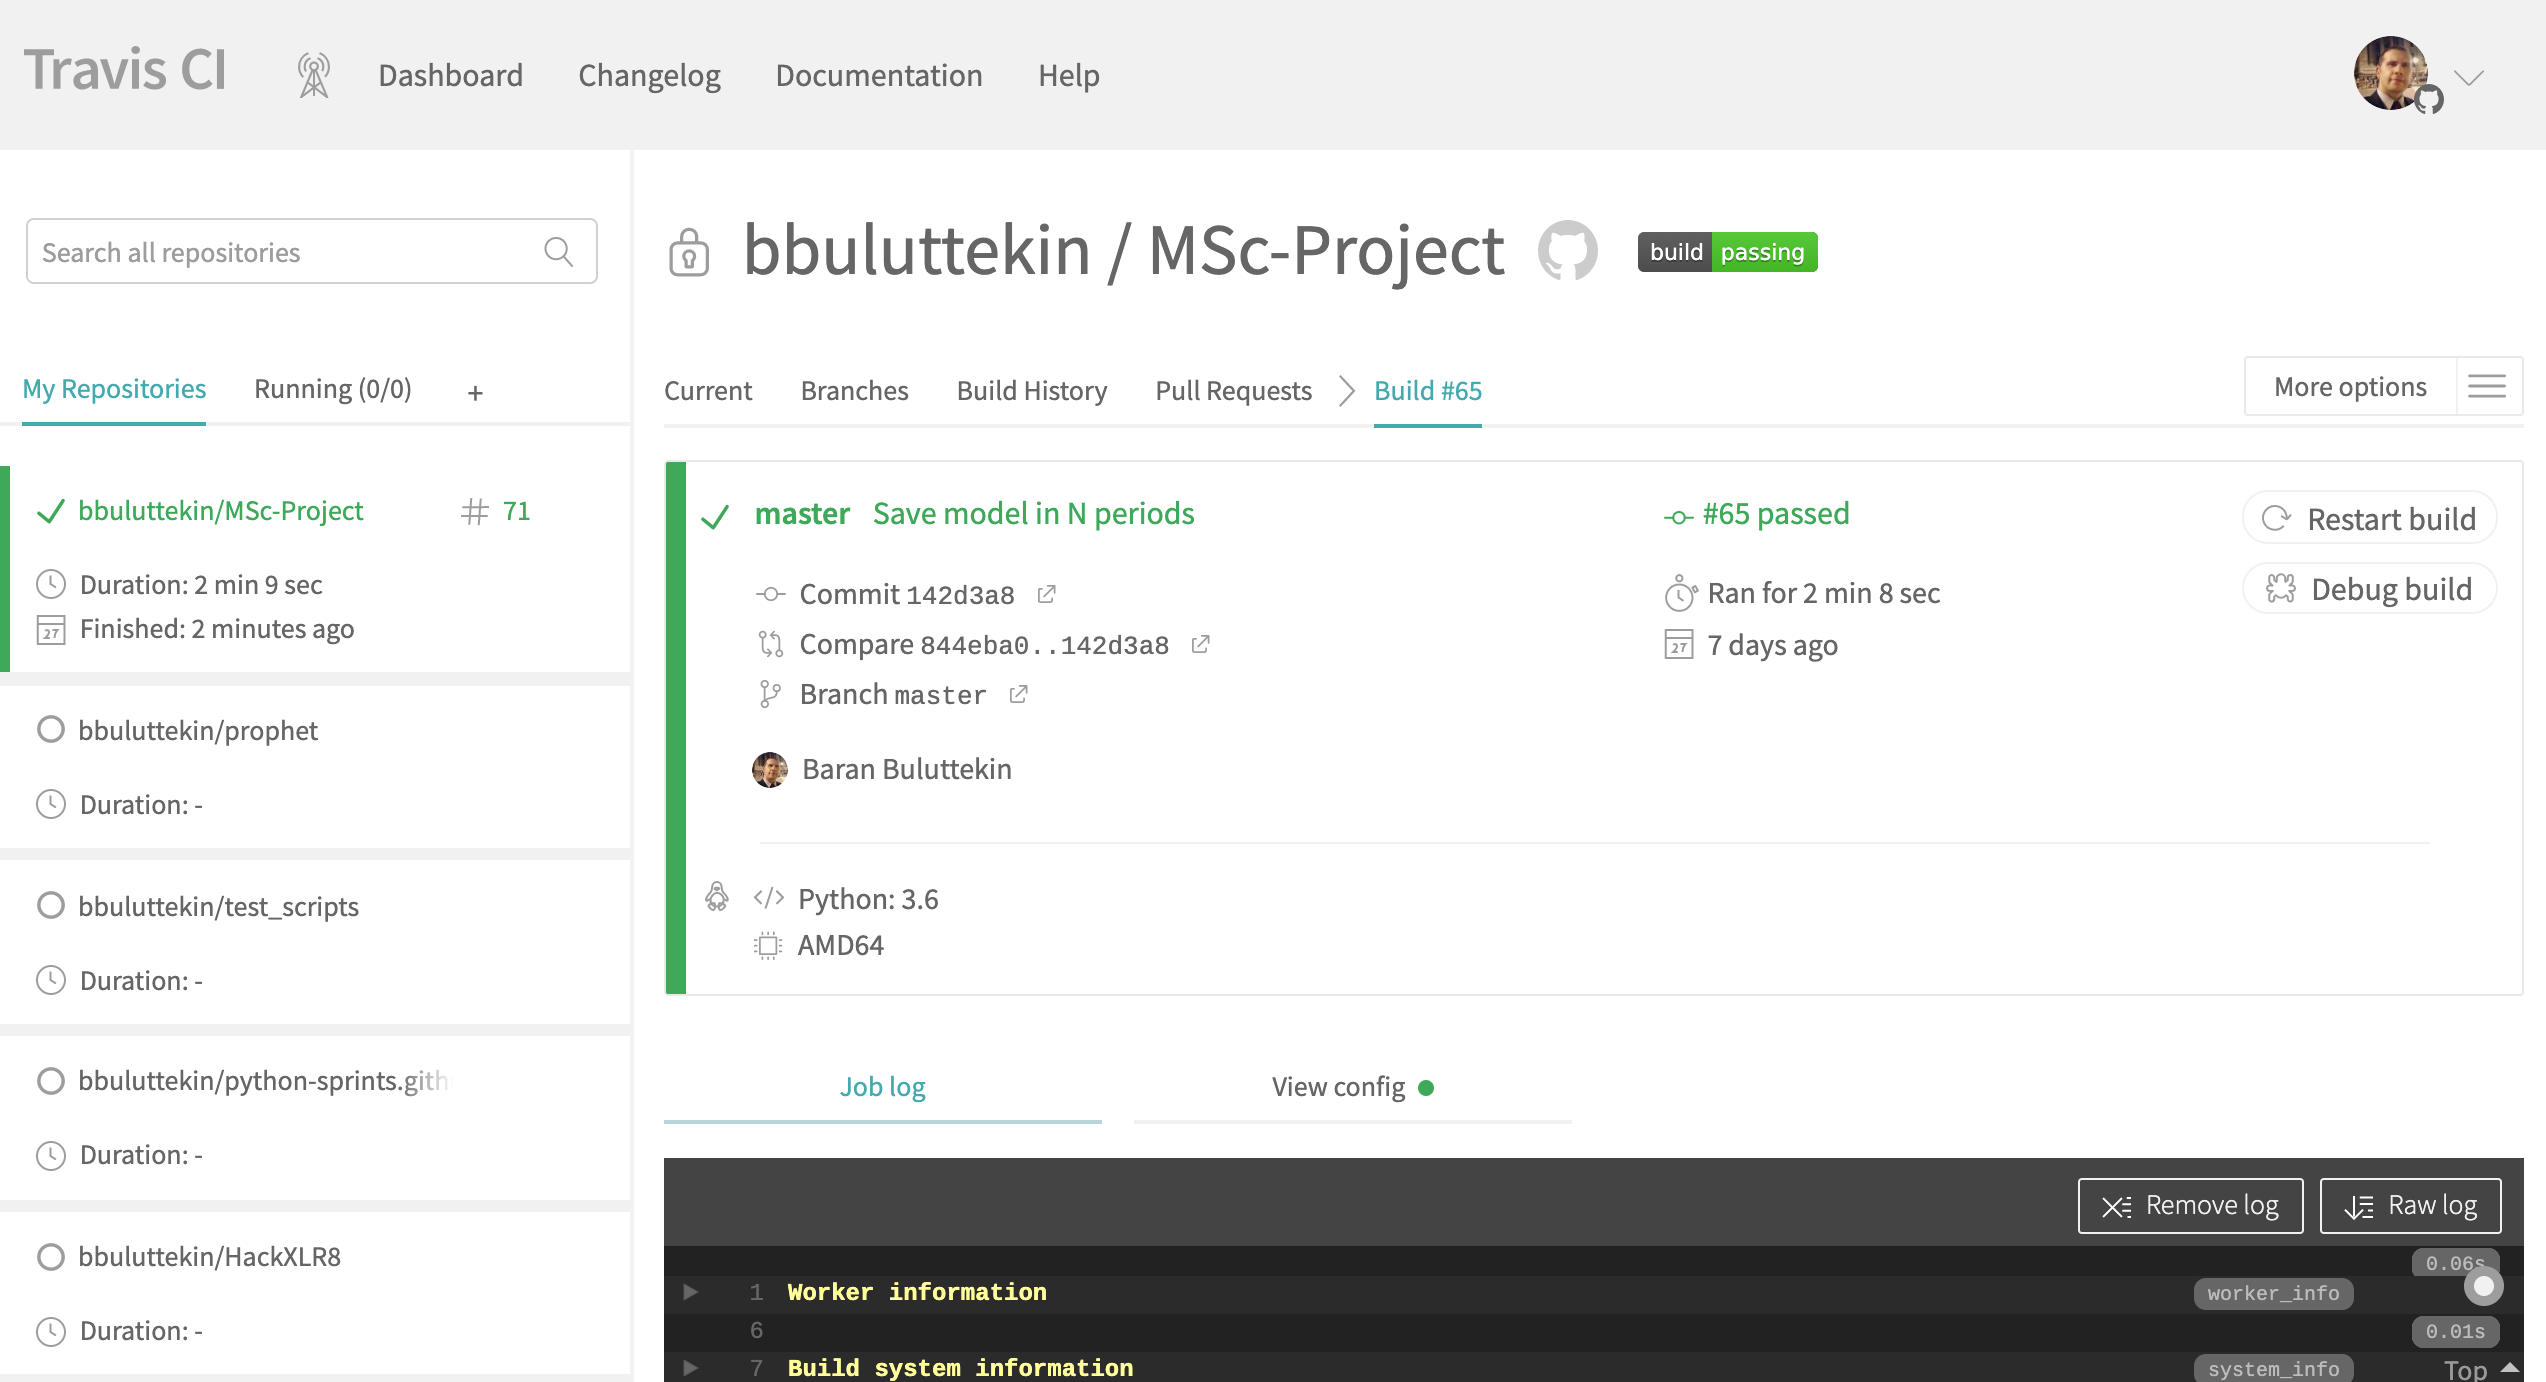 Travis CI
Dashboard
Changelog
Documentation
Help
Search all repositories
My Repositories
Running (0/0)
+
bbuluttekin/MSc-Project
# 71
Duration: 2 min 9 sec
27 Finished: 2 minutes ago
bbuluttekin/prophet
Duration: -
bbuluttekin/test_scripts
Duration: -
bbuluttekin/python-sprints.gith
Duration: -
bbuluttekin/HackXLR8
Duration: -
bbuluttekin / MSc-Project
build passing
Current
Branches
Build History
Pull Requests
Build #65
More options
master Save model in N periods
Commit 142d3a8
Compare 844eba0..142d3a8
Branch master
Baran Buluttekin
#65 passed
Ran for 2 min 8 sec
27 7 days ago
Restart build
Debug build
</> Python: 3.6
AMD64
Job log
View config
Remove log
Raw log
0.06s
1 Worker information
worker_info
6
0.01s
7 Build system information
system_info
Top